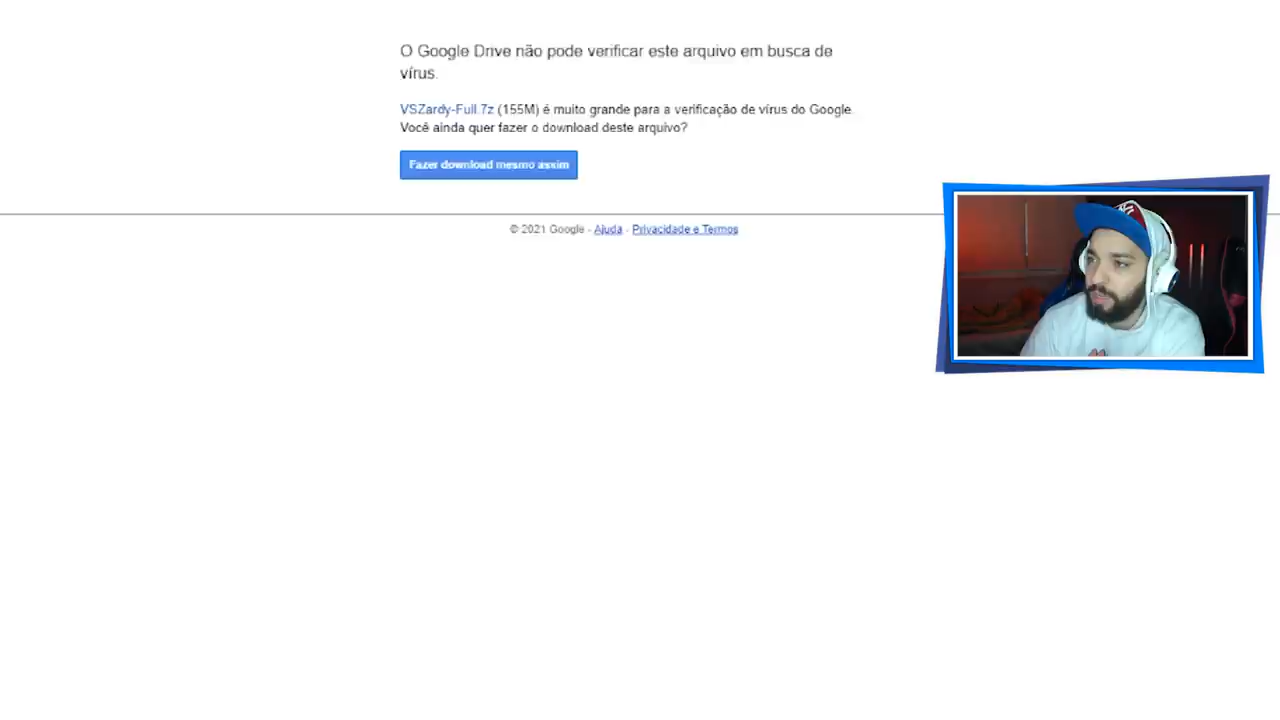 O Google Drive não pode verificar este arquivo em busca de
vírus.
VSZardy-Full.7z (155M) é muito grande para a verificação de vírus do Google.
Você ainda quer fazer o download deste arquivo?
Fazer download mesmo assim
© 2021 Google - Ajuda - Privacidade e Termos